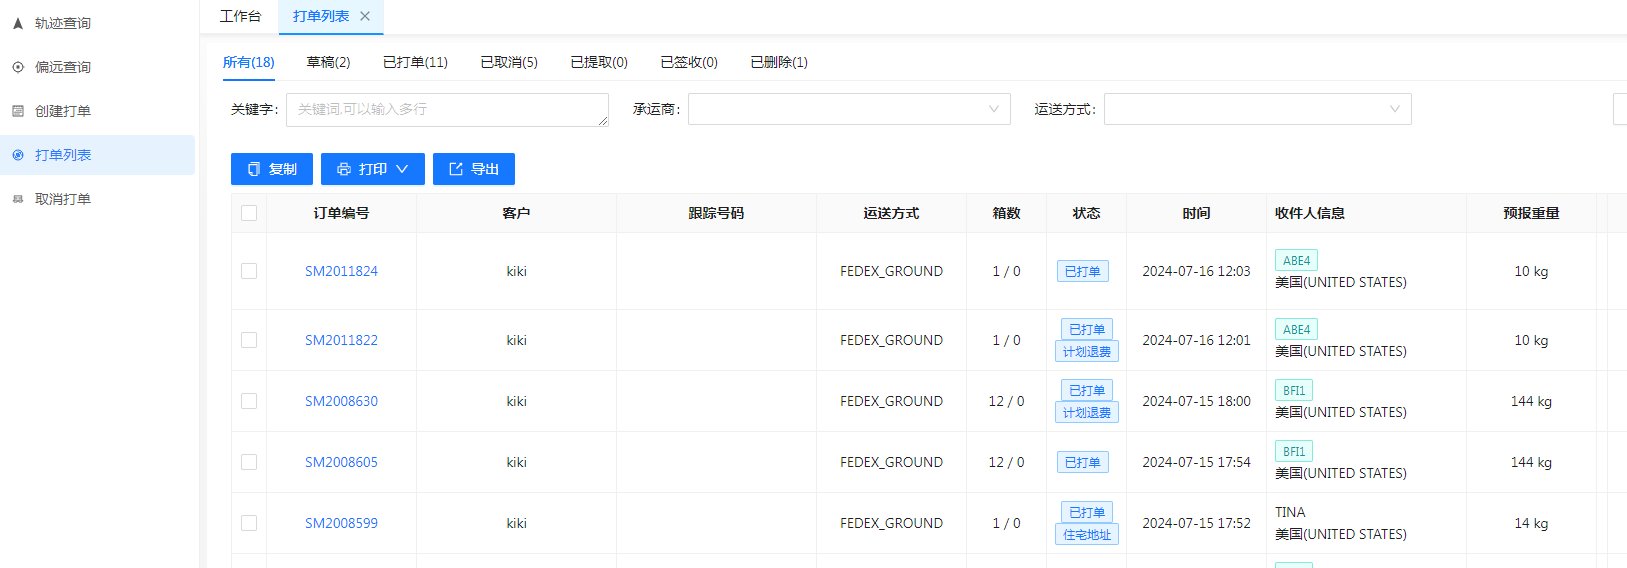 轨迹查询
偏远查询
创建打单
打单列表
取消打单
工作台 打单列表
所有(18) 草稿(2) 已打单(11) 已取消(5) 已提取(0) 已签收(0) 已删除(1)
关键字: 关键词,可以输入多行 承运商: 运送方式:
复制 打印 导出
订单编号 客户 跟踪号码 运送方式 箱数 状态 时间 收件人信息 预报重量
SM2011824 kiki FEDEX_GROUND 1 / 0 已打单 2024-07-16 12:03 ABE4 10 kg
美国(UNITED STATES)
SM2011822 kiki FEDEX_GROUND 1 / 0 已打单 2024-07-16 12:01 ABE4 10 kg
计划退费 美国(UNITED STATES)
SM2008630 kiki FEDEX_GROUND 12 / 0 已打单 2024-07-15 18:00 BFI1 144 kg
计划退费 美国(UNITED STATES)
SM2008605 kiki FEDEX_GROUND 12 / 0 已打单 2024-07-15 17:54 BFI1 144 kg
美国(UNITED STATES)
SM2008599 kiki FEDEX_GROUND 1 / 0 已打单 2024-07-15 17:52 TINA 14 kg
住宅地址 美国(UNITED STATES)